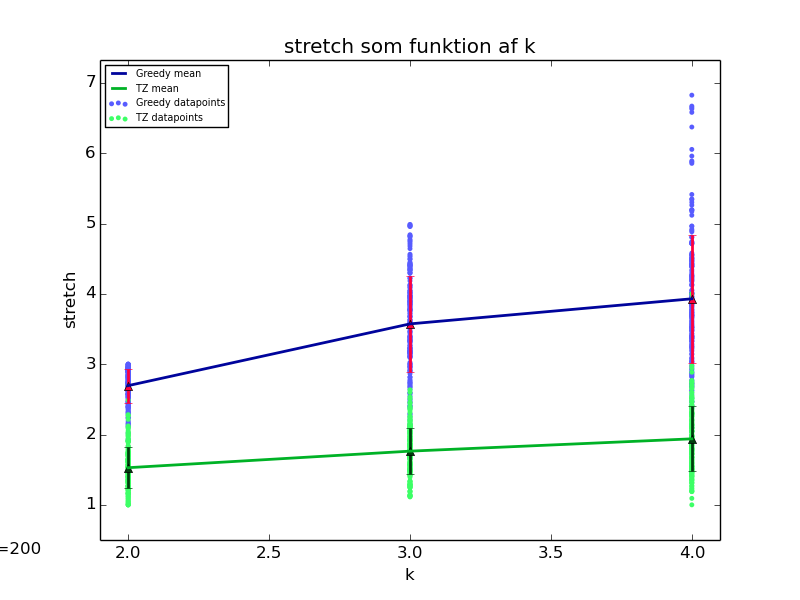 stretch som funktion af k
Greedy mean
TZ mean
Greedy datapoints
TZ datapoints
7
6
5
4
3
2
1
stretch
2.0 2.5 3.0 3.5 4.0
k
=200